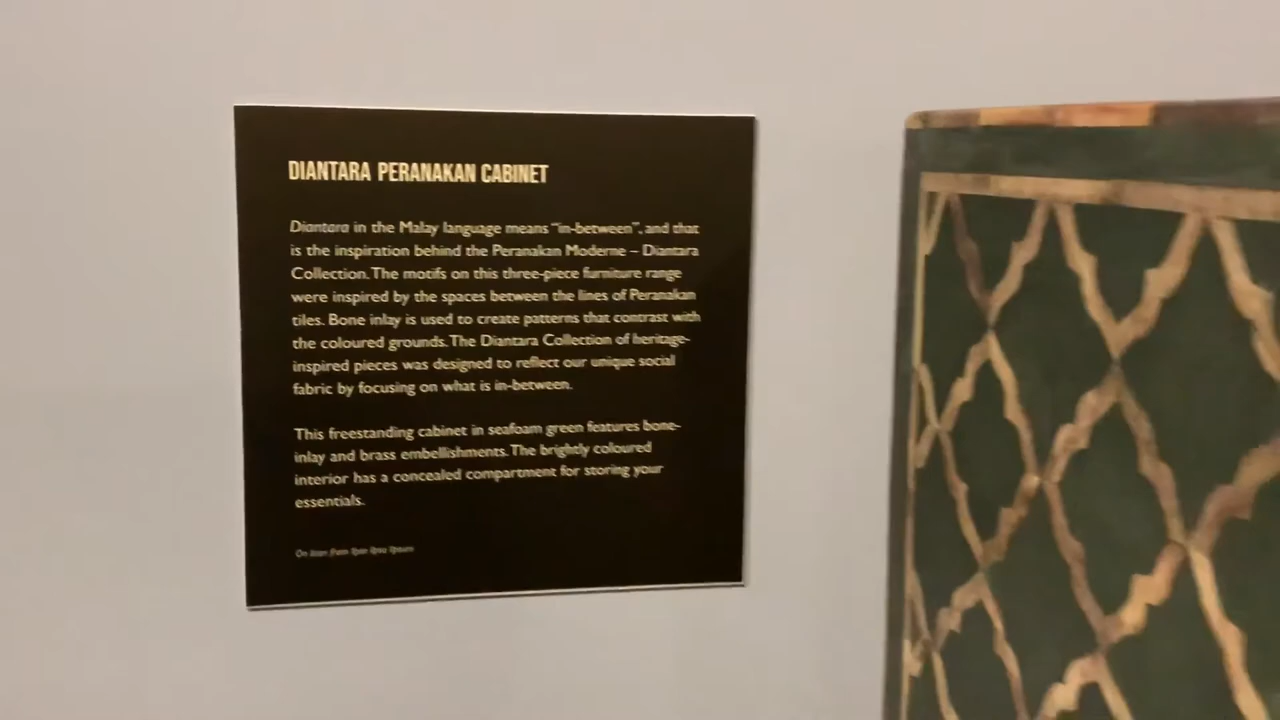 DIANTARA PERANAKAN CABINET
Diantara in the Malay language means “in-between”, and that
is the inspiration behind the Peranakan Moderne – Diantara
Collection. The motifs on this three-piece furniture range
were inspired by the spaces between the lines of Peranakan
tiles. Bone inlay is used to create patterns that contrast with
the coloured grounds. The Diantara Collection of heritage-
inspired pieces was designed to reflect our unique social
fabric by focusing on what is in-between.
This freestanding cabinet in seafoam green features bone-
inlay and brass embellishments. The brightly coloured
interior has a concealed compartment for storing your
essentials.
On